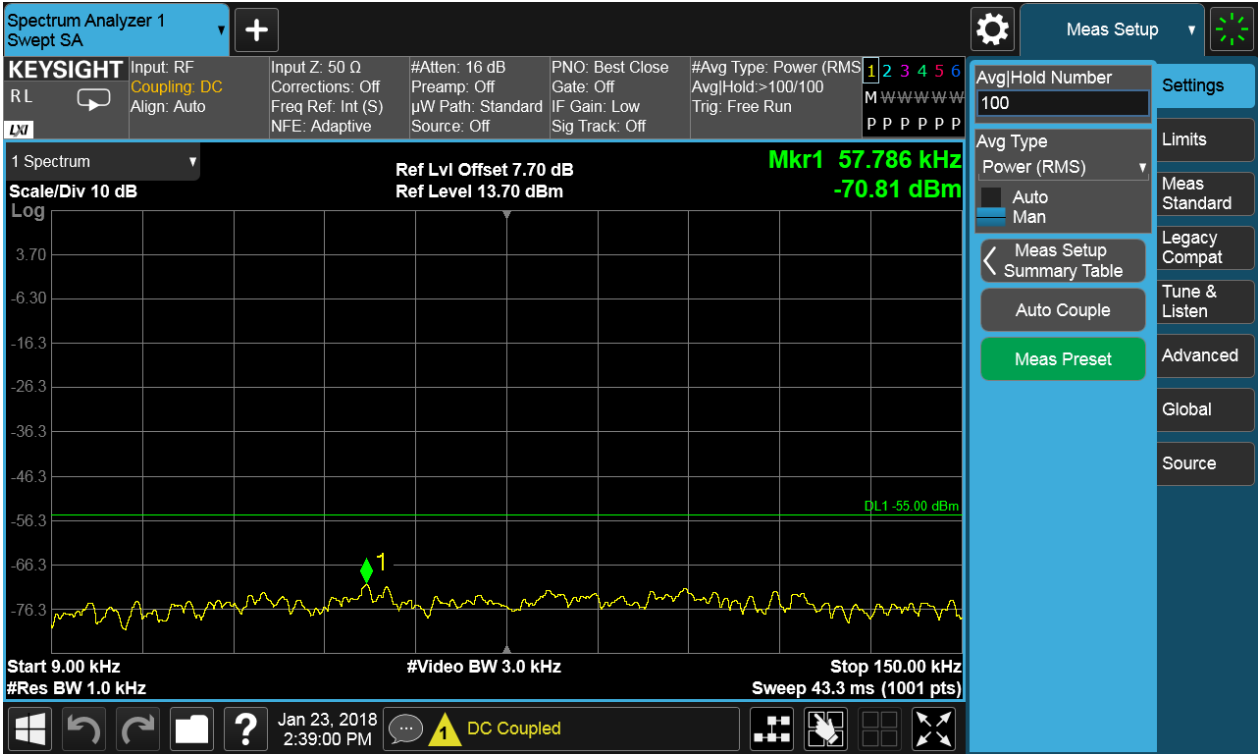 Spectrum Analyzer 1
Swept SA
+
Meas Setup
KEYSIGHT
RL
LXI
Input: RF
Coupling: DC
Align: Auto
Input Z: 50 Ω
Corrections: Off
Freq Ref: Int (S)
NFE: Adaptive
#Atten: 16 dB
Preamp: Off
µW Path: Standard
Source: Off
PNO: Best Close
Gate: Off
IF Gain: Low
Sig Track: Off
#Avg Type: Power (RMS
Avg|Hold:>100/100
Trig: Free Run
1 2 3 4 5 6
M W W W W W
P P P P P P
1 Spectrum
Scale/Div 10 dB
Ref Lvl Offset 7.70 dB
Ref Level 13.70 dBm
Mkr1 57.786 kHz
-70.81 dBm
Log
3.70
-6.30
-16.3
-26.3
-36.3
-46.3
DL1 -55.00 dBm
-56.3
1
-66.3
-76.3
Start 9.00 kHz
#Video BW 3.0 kHz
Stop 150.00 kHz
#Res BW 1.0 kHz
Sweep 43.3 ms (1001 pts)
Avg|Hold Number
100
Avg Type
Power (RMS)
Auto
Man
Meas Setup
Summary Table
Auto Couple
Meas Preset
Settings
Limits
Meas
Standard
Legacy
Compat
Tune &
Listen
Advanced
Global
Source
?
Jan 23, 2018
2:39:00 PM
1
DC Coupled